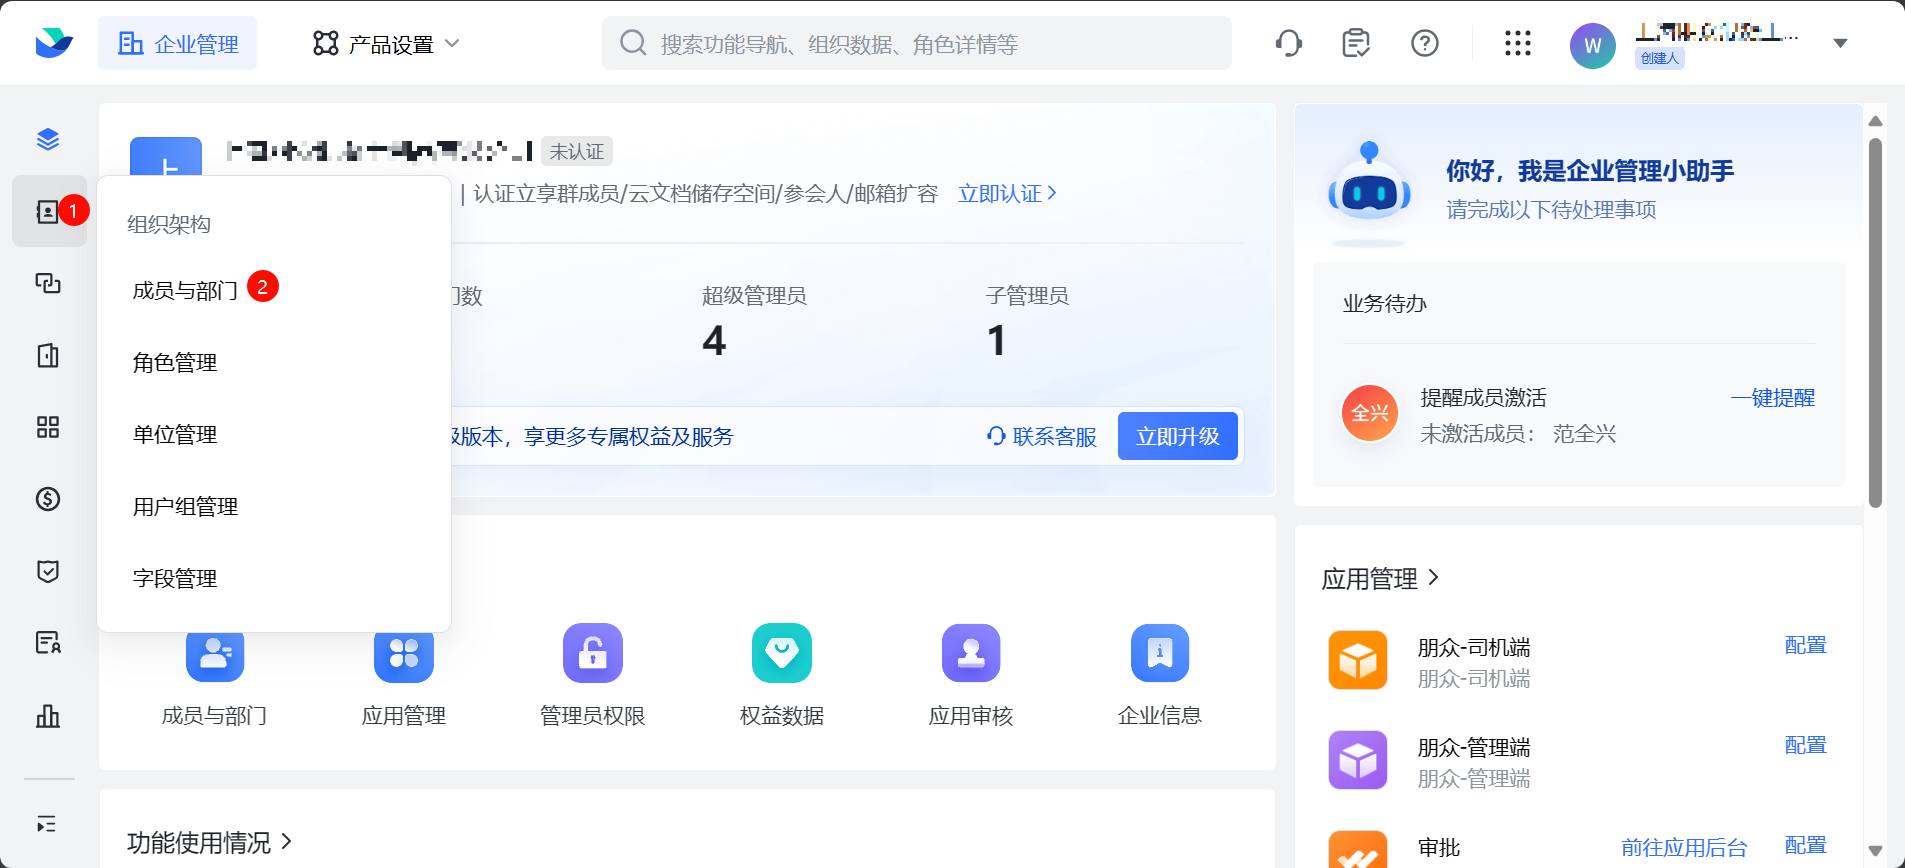 企业管理
产品设置
搜索功能导航、组织数据、角色详情等
W
创建人
未认证
| 认证立享群成员/云文档储存空间/参会人/邮箱扩容
立即认证
1
组织架构
成员与部门
2
角色管理
单位管理
用户组管理
字段管理
门数
超级管理员
4
子管理员
1
级版本，享更多专属权益及服务
联系客服
立即升级
成员与部门
应用管理
管理员权限
权益数据
应用审核
企业信息
功能使用情况
你好，我是企业管理小助手
请完成以下待处理事项
业务待办
全兴
提醒成员激活
一键提醒
未激活成员： 范全兴
应用管理
朋众-司机端
配置
朋众-司机端
朋众-管理端
配置
朋众-管理端
审批
前往应用后台
配置